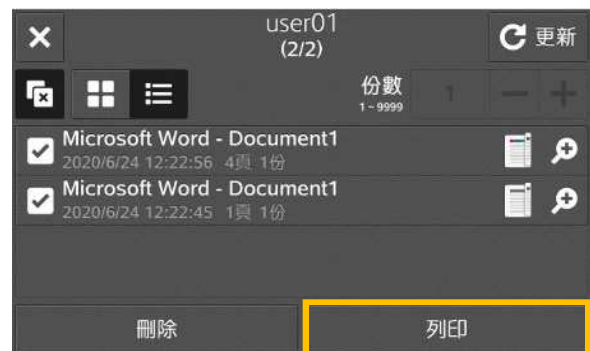 user01
(2/2)
更新
份數
1 ~ 9999
1
Microsoft Word - Document1
2020/6/24 12:22:56 4頁 1份
Microsoft Word - Document1
2020/6/24 12:22:45 1頁 1份
刪除
列印